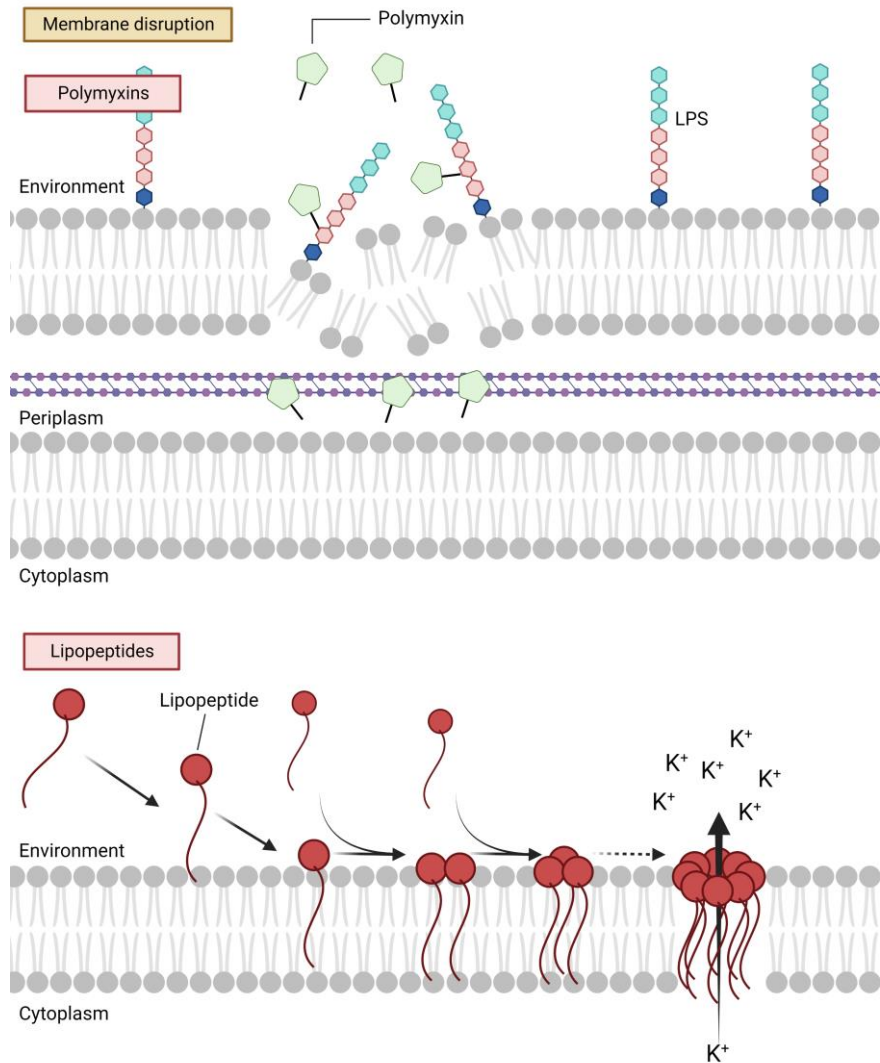 Membrane disruption
Polymyxin
Polymyxins
LPS
Environment
Periplasm
Cytoplasm
Lipopeptides
Lipopeptide
K⁺
K⁺
K⁺
K⁺
K⁺
K⁺
Environment
Cytoplasm
K⁺